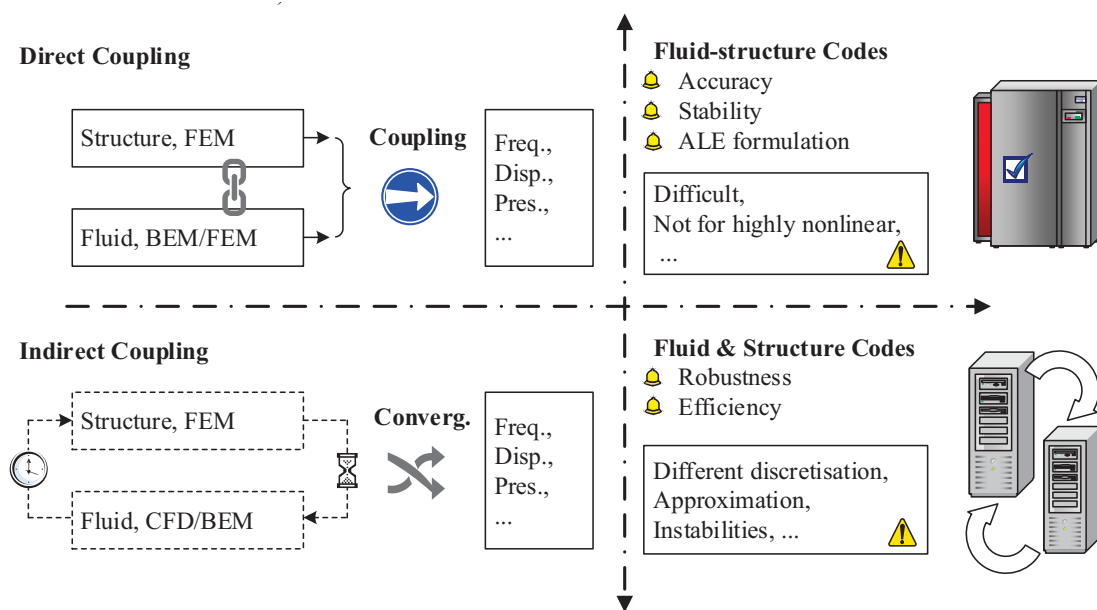 Direct Coupling
Structure, FEM
Fluid, BEM/FEM
Coupling
Freq.,
Disp.,
Pres.,
...
Fluid-structure Codes
Accuracy
Stability
ALE formulation
Difficult,
Not for highly nonlinear,
...
Indirect Coupling
Structure, FEM
Fluid, CFD/BEM
Converg.
Freq.,
Disp.,
Pres.,
...
Fluid & Structure Codes
Robustness
Efficiency
Different discretisation,
Approximation,
Instabilities, ...